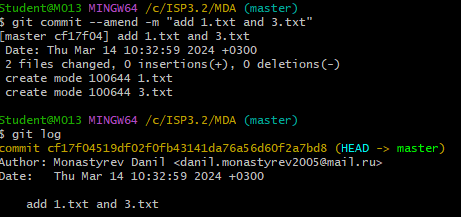 Student@M013 MINGW64 /c/ISP3.2/MDA (master)
$ git commit --amend -m "add 1.txt and 3.txt"
[master cf17f04] add 1.txt and 3.txt
 Date: Thu Mar 14 10:32:59 2024 +0300
 2 files changed, 0 insertions(+), 0 deletions(-)
 create mode 100644 1.txt
 create mode 100644 3.txt

Student@M013 MINGW64 /c/ISP3.2/MDA (master)
$ git log
commit cf17f04519df02f0fb43141da76a56d60f2a7bd8 (HEAD -> master)
Author: Monastyrev Danil <danil.monastyrev2005@mail.ru>
Date:   Thu Mar 14 10:32:59 2024 +0300

    add 1.txt and 3.txt